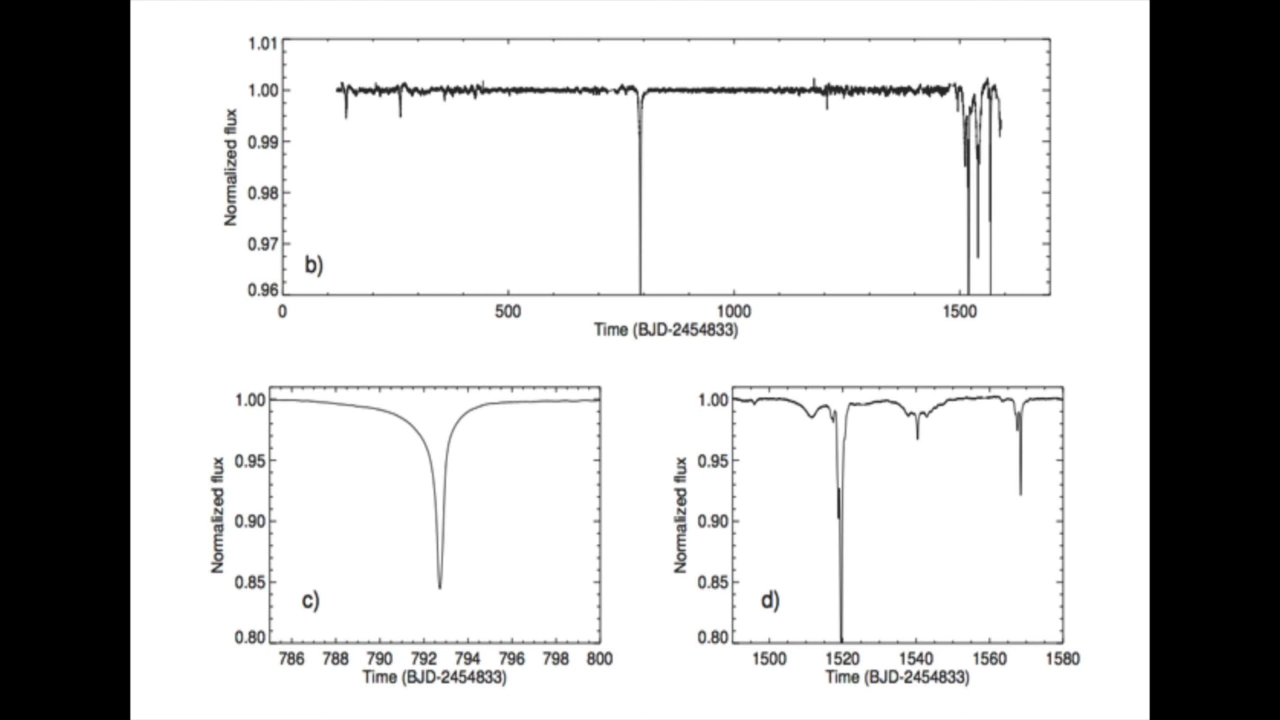 1.01
1.00
0.99
0.98
0.97
0.96
Normalized flux
b)
0 500 1000 1500
Time (BJD-2454833)
1.00
0.95
0.90
0.85
0.80
Normalized flux
c)
786 788 790 792 794 796 798 800
Time (BJD-2454833)
1.00
0.95
0.90
0.85
0.80
Normalized flux
d)
1500 1520 1540 1560 1580
Time (BJD-2454833)